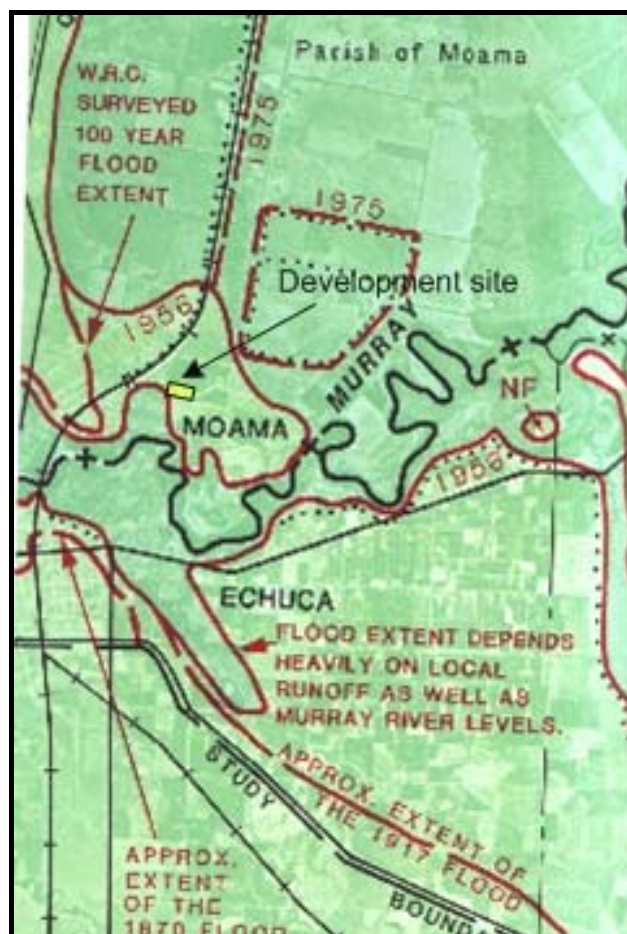 Parish of Moama
W.R.C.
SURVEYED
100 YEAR
FLOOD
EXTENT
1975
1975
Development site
1956
MURRAY
NF
MOAMA
1956
ECHUCA
FLOOD EXTENT DEPENDS
HEAVILY ON LOCAL
RUNOFF AS WELL AS
MURRAY RIVER LEVELS.
STUDY
APPROX. EXTENT OF
THE 1917 FLOOD
APPROX.
EXTENT
OF THE
1870 FLOOD